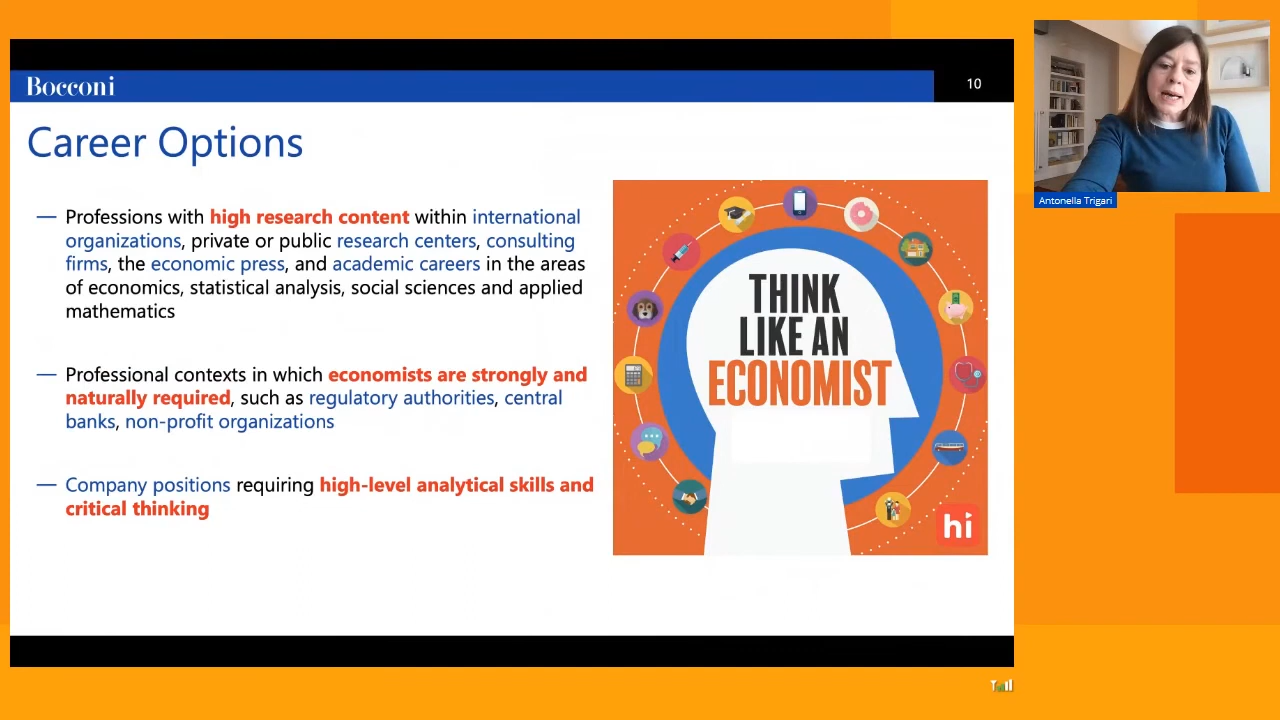 Bocconi
10
Career Options
— Professions with high research content within international
organizations, private or public research centers, consulting
firms, the economic press, and academic careers in the areas
of economics, statistical analysis, social sciences and applied
mathematics
— Professional contexts in which economists are strongly and
naturally required, such as regulatory authorities, central
banks, non-profit organizations
— Company positions requiring high-level analytical skills and
critical thinking
THINK
LIKE AN
ECONOMIST
hi
Antonella Trigari